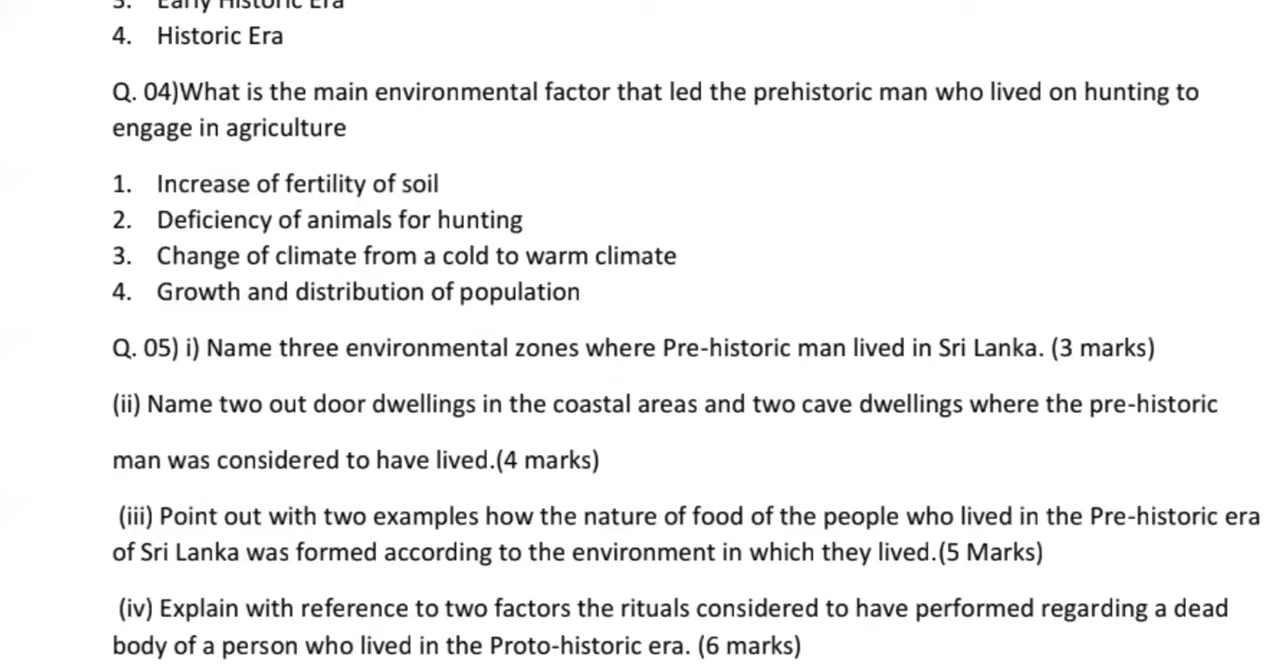 3. Early Historic Era
4. Historic Era
Q. 04)What is the main environmental factor that led the prehistoric man who lived on hunting to
engage in agriculture
1. Increase of fertility of soil
2. Deficiency of animals for hunting
3. Change of climate from a cold to warm climate
4. Growth and distribution of population
Q. 05) i) Name three environmental zones where Pre-historic man lived in Sri Lanka. (3 marks)
(ii) Name two out door dwellings in the coastal areas and two cave dwellings where the pre-historic
man was considered to have lived.(4 marks)
(iii) Point out with two examples how the nature of food of the people who lived in the Pre-historic era
of Sri Lanka was formed according to the environment in which they lived.(5 Marks)
(iv) Explain with reference to two factors the rituals considered to have performed regarding a dead
body of a person who lived in the Proto-historic era. (6 marks)